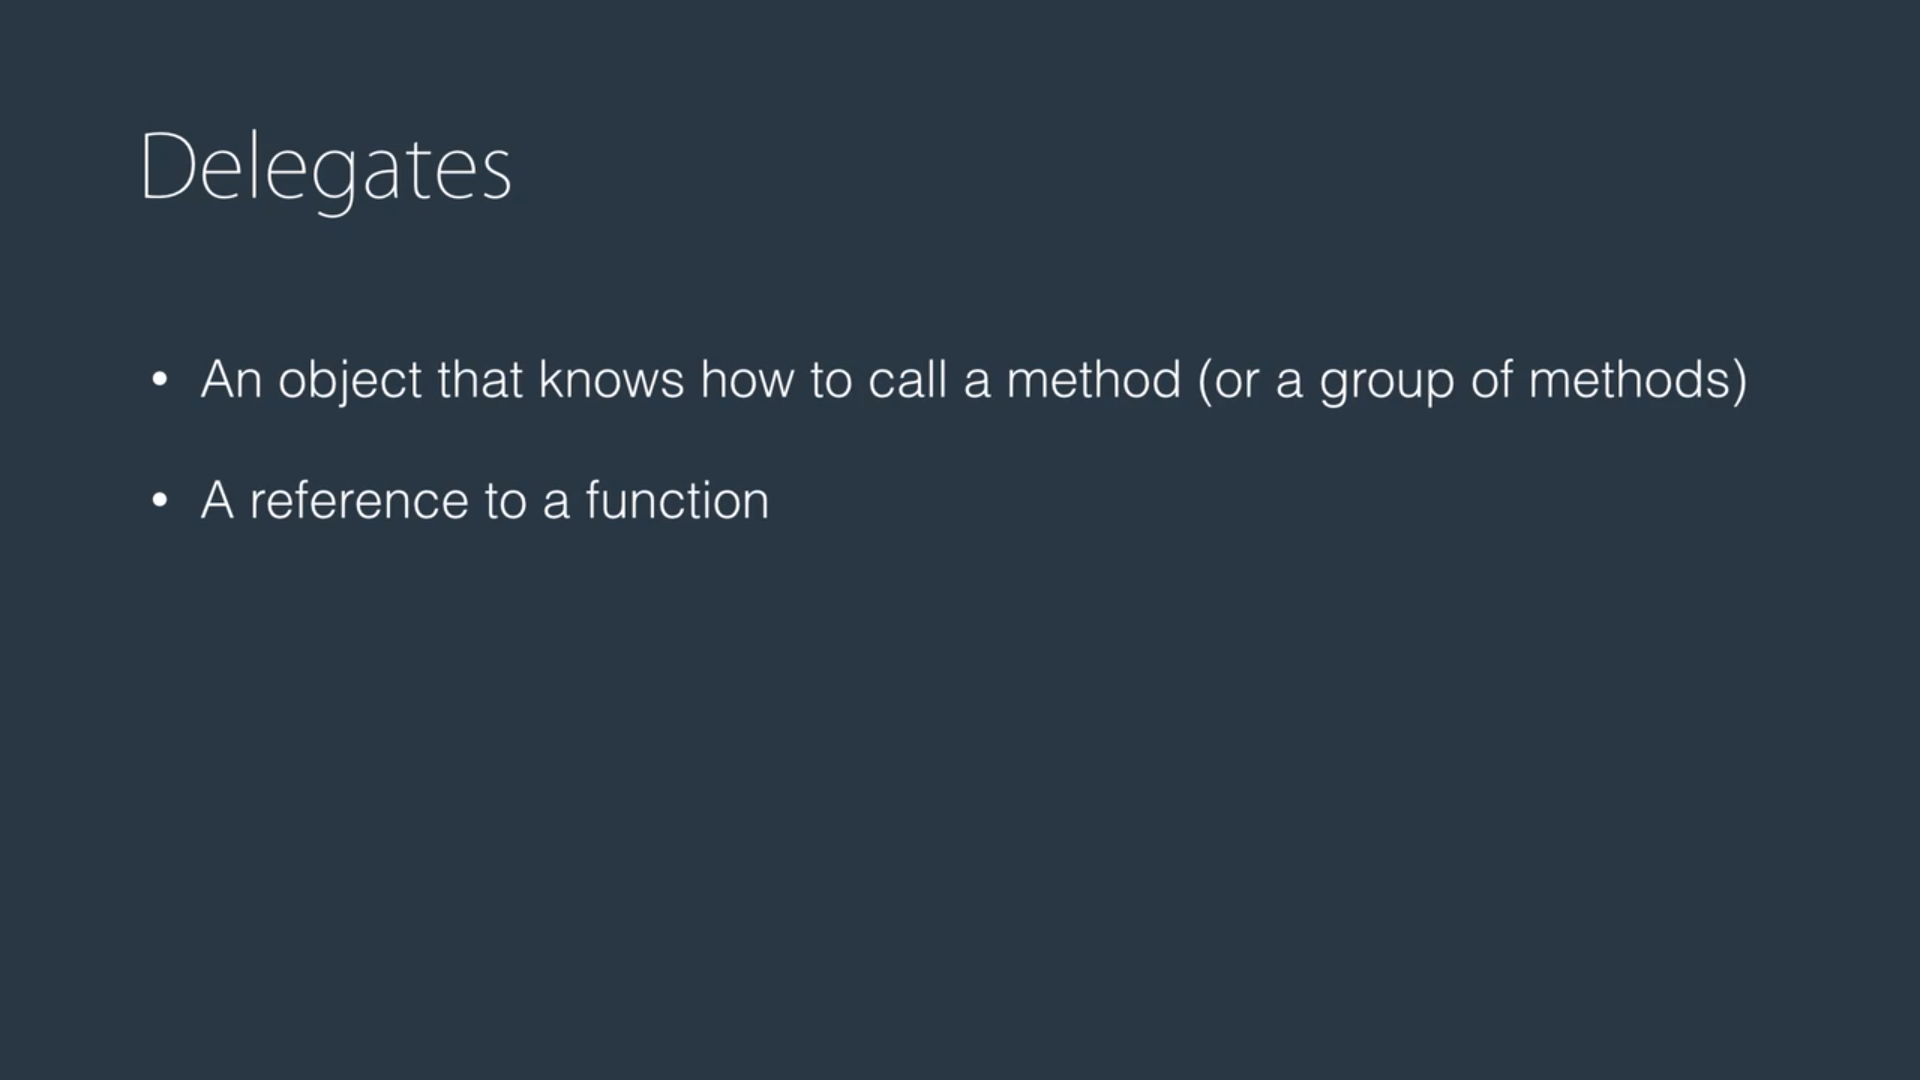 Delegates
• An object that knows how to call a method (or a group of methods)
• A reference to a function